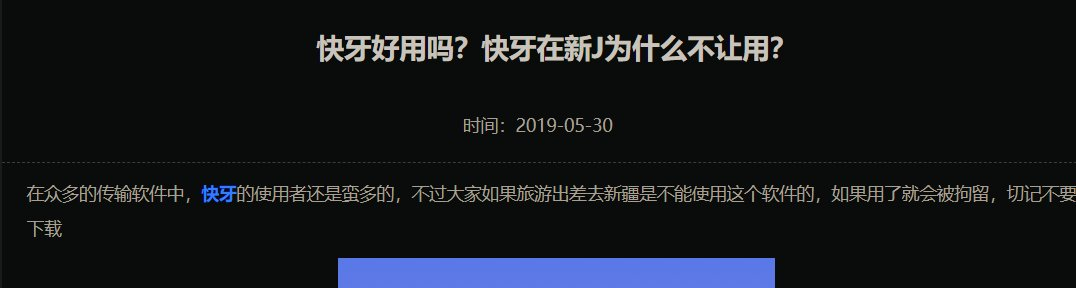 快牙好用吗？快牙在新J为什么不让用？
时间：2019-05-30
在众多的传输软件中，快牙的使用者还是蛮多的，不过大家如果旅游出差去新疆是不能使用这个软件的，如果用了就会被拘留，切记不要
下载